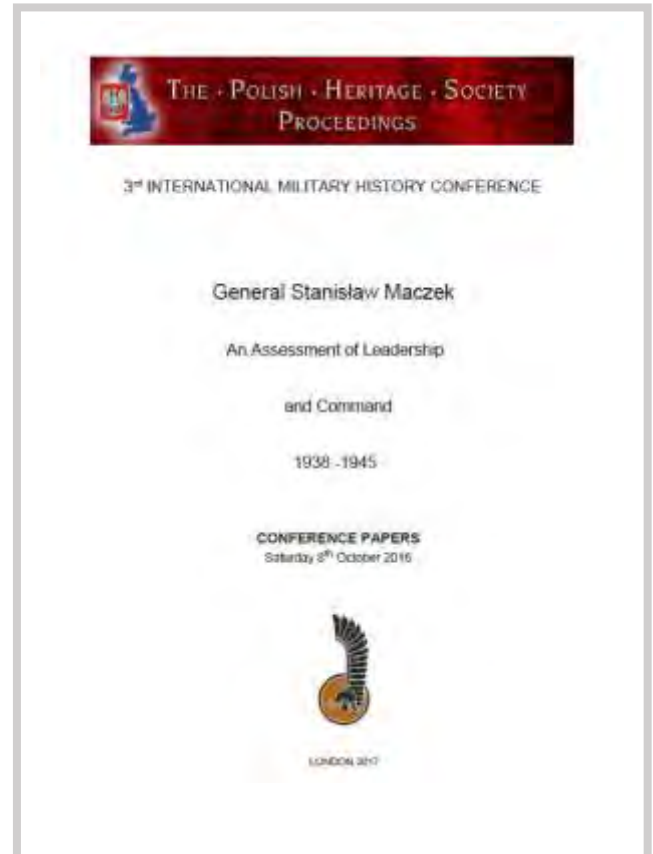 THE · POLISH · HERITAGE · SOCIETY
PROCEEDINGS
3rd INTERNATIONAL MILITARY HISTORY CONFERENCE
General Stanisław Maczek
An Assessment of Leadership
and Command
1938 -1945
CONFERENCE PAPERS
Saturday 8th October 2016
LONDON 2017